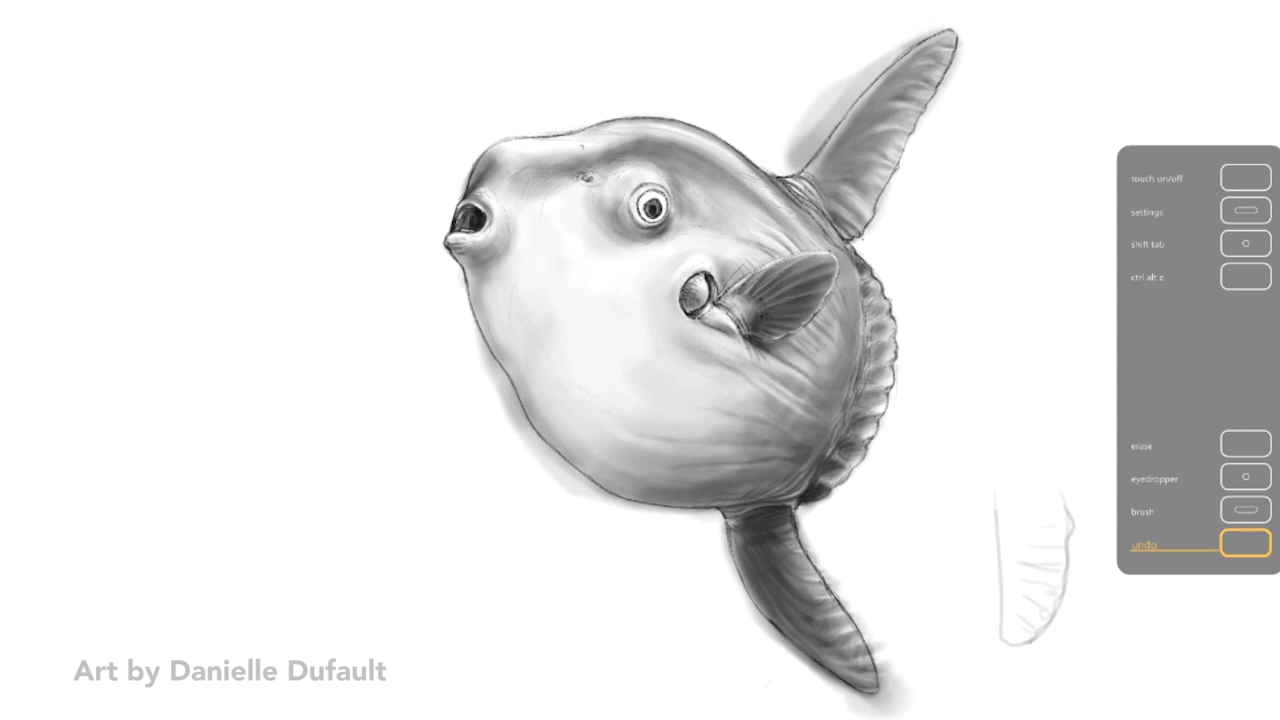 touch on/off
settings
shift tab
ctrl alt z
erase
eyedropper
brush
undo
Art by Danielle Dufault